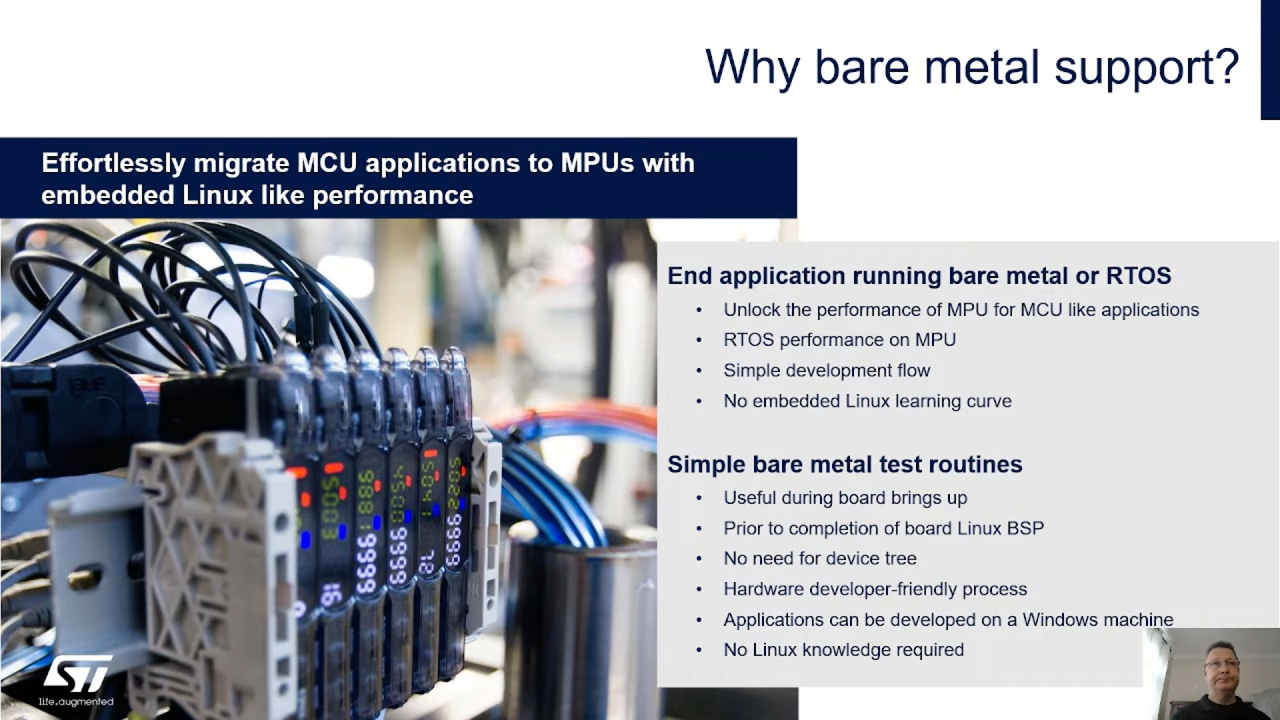 Why bare metal support?
Effortlessly migrate MCU applications to MPUs with
embedded Linux like performance
End application running bare metal or RTOS
• Unlock the performance of MPU for MCU like applications
• RTOS performance on MPU
• Simple development flow
• No embedded Linux learning curve
Simple bare metal test routines
• Useful during board brings up
• Prior to completion of board Linux BSP
• No need for device tree
• Hardware developer-friendly process
• Applications can be developed on a Windows machine
• No Linux knowledge required
ST
life.augmented